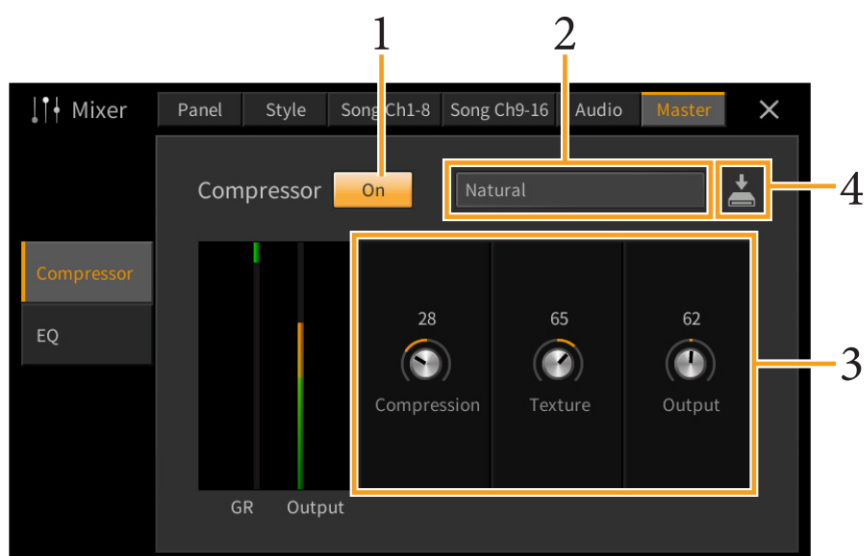 1 2
Mixer Panel Style Song Ch1-8 Song Ch9-16 Audio Master
Compressor On Natural 4
Compressor
EQ
28 65 62
3
Compression Texture Output
GR Output